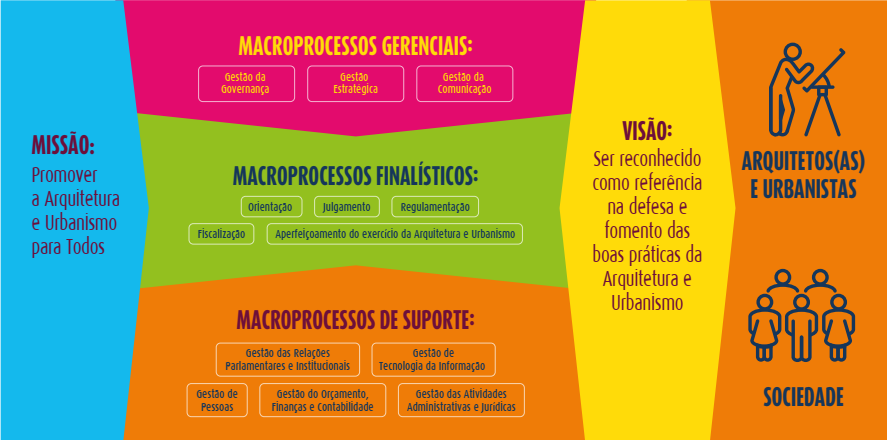 MISSÃO:
Promover
a Arquitetura
e Urbanismo
para Todos
MACROPROCESSOS GERENCIAIS:
Gestão da
Governança
Gestão
Estratégica
Gestão da
Comunicação
MACROPROCESSOS FINALÍSTICOS:
Orientação
Julgamento
Regulamentação
Fiscalização
Aperfeiçoamento do exercício da Arquitetura e Urbanismo
MACROPROCESSOS DE SUPORTE:
Gestão das Relações
Parlamentares e Institucionais
Gestão de
Tecnologia da Informação
Gestão de
Pessoas
Gestão do Orçamento,
Finanças e Contabilidade
Gestão das Atividades
Administrativas e Jurídicas
VISÃO:
Ser reconhecido
como referência
na defesa e
fomento das
boas práticas da
Arquitetura e
Urbanismo
ARQUITETOS(AS)
E URBANISTAS
SOCIEDADE